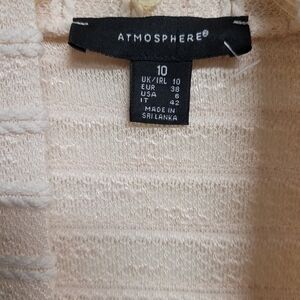 ATMOSPHERE®
10
UK/IRL 10
EUR 38
USA 6
IT 42
MADE IN
SRI LANKA